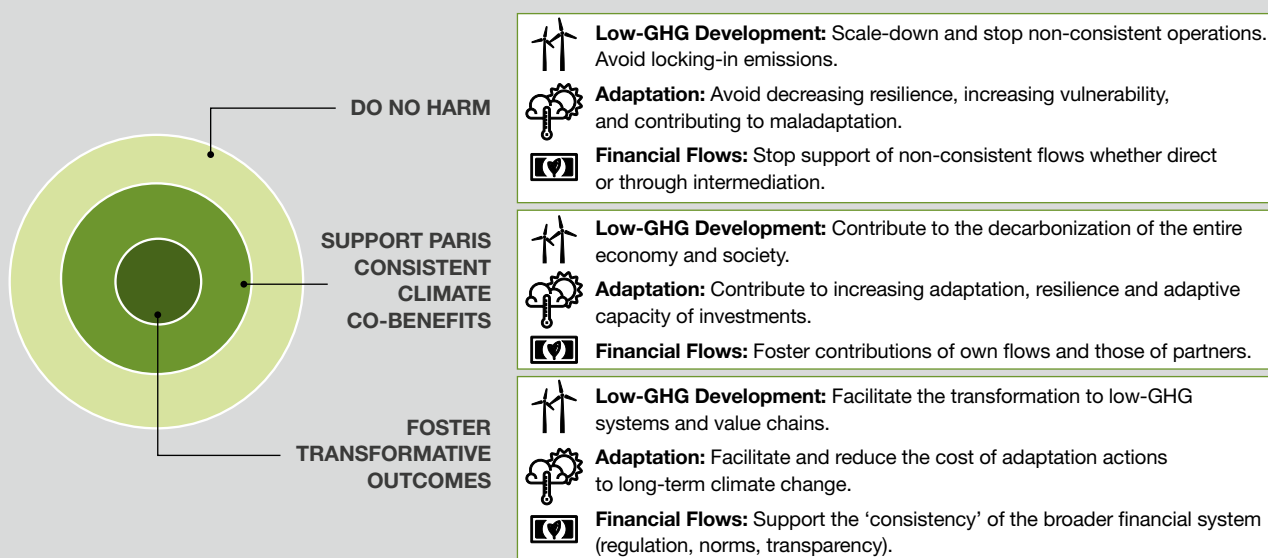 DO NO HARM
Low-GHG Development: Scale-down and stop non-consistent operations.
Avoid locking-in emissions.
Adaptation: Avoid decreasing resilience, increasing vulnerability,
and contributing to maladaptation.
Financial Flows: Stop support of non-consistent flows whether direct
or through intermediation.
SUPPORT PARIS
CONSISTENT
CLIMATE
CO-BENEFITS
Low-GHG Development: Contribute to the decarbonization of the entire
economy and society.
Adaptation: Contribute to increasing adaptation, resilience and adaptive
capacity of investments.
Financial Flows: Foster contributions of own flows and those of partners.
FOSTER
TRANSFORMATIVE
OUTCOMES
Low-GHG Development: Facilitate the transformation to low-GHG
systems and value chains.
Adaptation: Facilitate and reduce the cost of adaptation actions
to long-term climate change.
Financial Flows: Support the ‘consistency’ of the broader financial system
(regulation, norms, transparency).